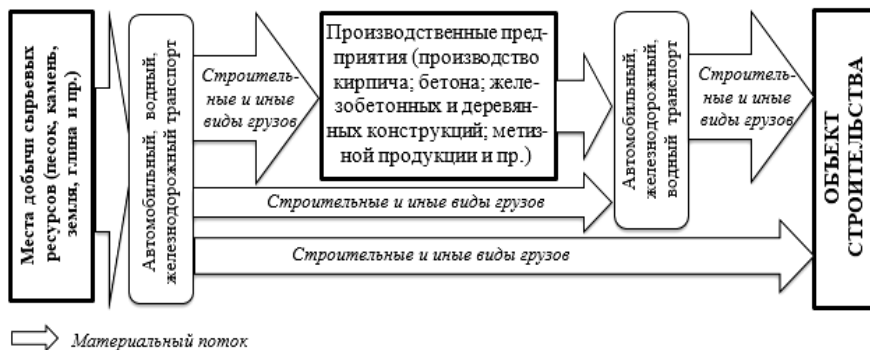 Места добычи сырьевых
ресурсов (песок, камень,
земля, глина и пр.)
Автомобильный, водный,
железнодорожный транспорт
Строитель-
ные и иные
виды грузов
Производственные пред-
приятия (производство
кирпича; бетона; желе-
зобетонных и деревян-
ных конструкций; метиз-
ной продукции и пр.)
Автомобильный,
железнодорожный,
водный транспорт
Строитель-
ные и иные
виды грузов
ОБЪЕКТ
СТРОИТЕЛЬСТВА
Строительные и иные виды грузов
Строительные и иные виды грузов
Материальный поток